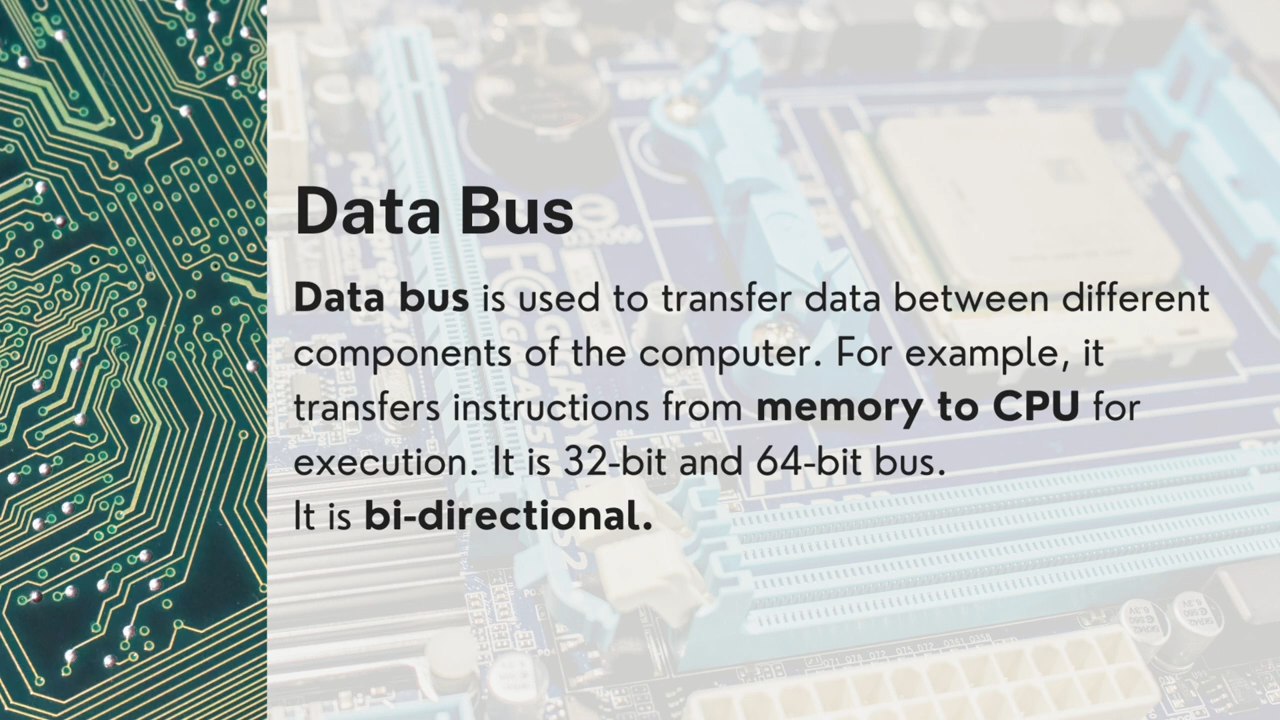 Data Bus
Data bus is used to transfer data between different
components of the computer. For example, it
transfers instructions from memory to CPU for
execution. It is 32-bit and 64-bit bus.
It is bi-directional.